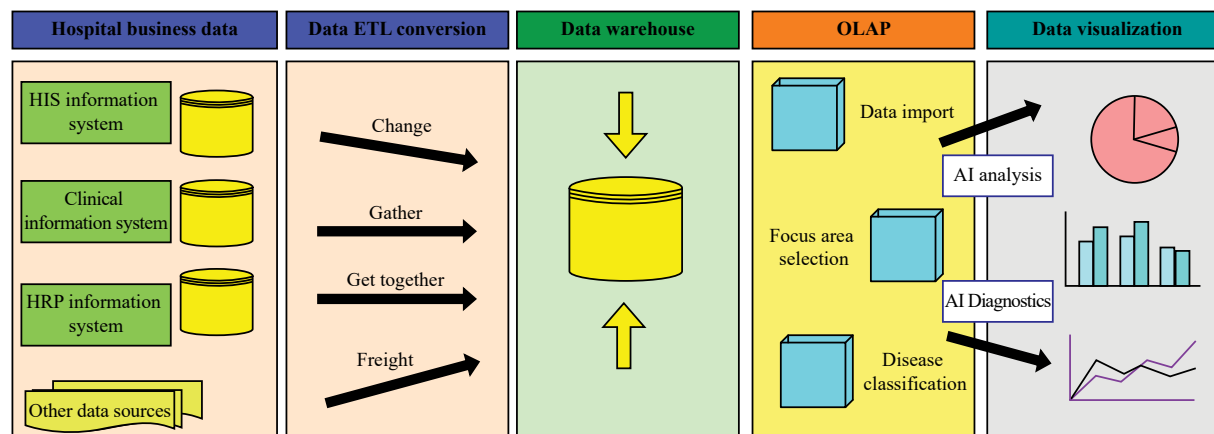 Hospital business data
Data ETL conversion
Data warehouse
OLAP
Data visualization
HIS information
system
Clinical
information system
HRP information
system
Other data sources
Change
Gather
Get together
Freight
Data import
Focus area
selection
Disease
classification
AI analysis
AI Diagnostics